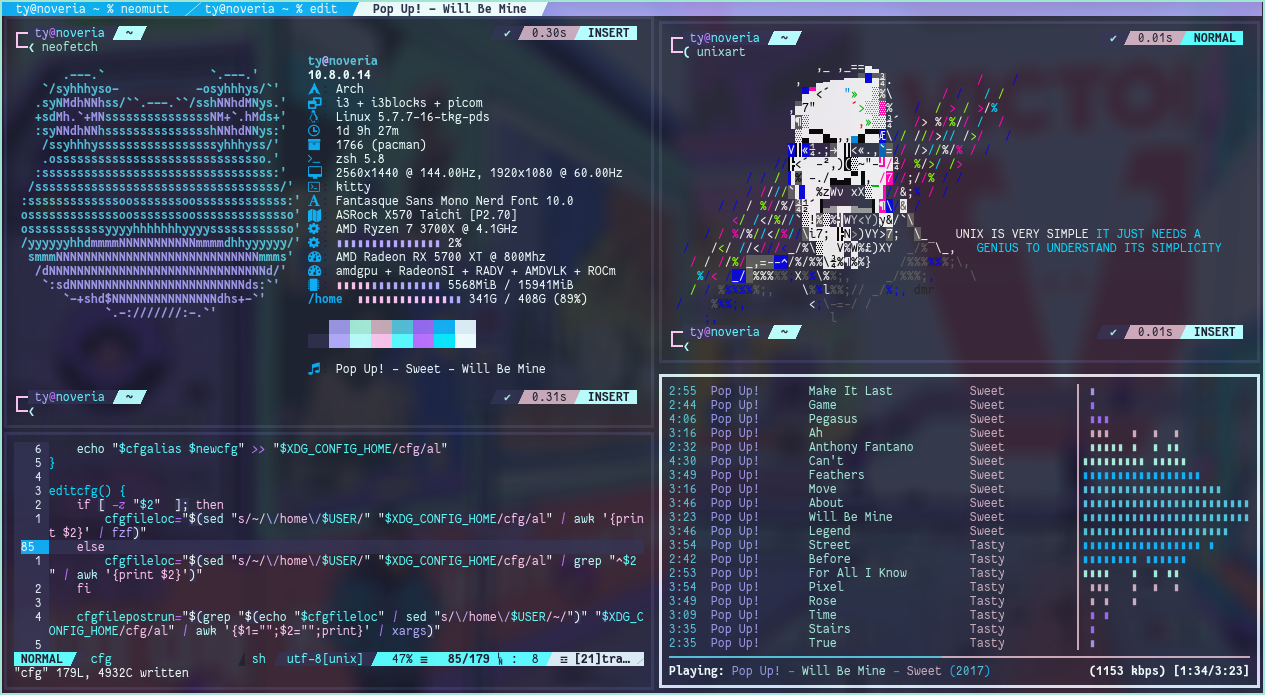 ty@noveria ~ % neomutt  ty@noveria ~ % edit  Pop Up! – Will Be Mine
ty@noveria ~ ✔ 0.30s INSERT
❮ neofetch
ty@noveria
10.8.0.14
Arch
i3 + i3blocks + picom
Linux 5.7.7-16-tkg-pds
1d 9h 27m
1766 (pacman)
zsh 5.8
2560x1440 @ 144.00Hz, 1920x1080 @ 60.00Hz
kitty
Fantasque Sans Mono Nerd Font 10.0
ASRock X570 Taichi [P2.70]
AMD Ryzen 7 3700X @ 4.1GHz
2%
AMD Radeon RX 5700 XT @ 800Mhz
amdgpu + RadeonSI + RADV + AMDVLK + ROCm
5568MiB / 15941MiB
/home 341G / 408G (89%)
Pop Up! – Sweet – Will Be Mine
ty@noveria ~ ✔ 0.31s INSERT
❮
6 echo "$cfgalias $newcfg" >> "$XDG_CONFIG_HOME/cfg/al"
5 }
4
3 editcfg() {
2 if [ -z "$2" ]; then
1 cfgfileloc="$(sed "s/~/\/home\/$USER/" "$XDG_CONFIG_HOME/cfg/al" | awk '{prin
t $2}' | fzf)"
85 else
1 cfgfileloc="$(sed "s/~/\/home\/$USER/" "$XDG_CONFIG_HOME/cfg/al" | grep "^$2
" | awk '{print $2}')"
2 fi
3
4 cfgfilepostrun="$(grep "$(echo "$cfgfileloc" | sed "s/\/home\/$USER/~/")" "$XDG_C
ONFIG_HOME/cfg/al" | awk '{$1="";$2="";print}' | xargs)"
5
NORMAL cfg sh utf-8[unix] 47% ≡ 85/179 : 8 [21]tra…
"cfg" 179L, 4932C written
ty@noveria ~ ✔ 0.01s NORMAL
❮ unixart
UNIX IS VERY SIMPLE IT JUST NEEDS A
GENIUS TO UNDERSTAND ITS SIMPLICITY
dmr
ty@noveria ~ ✔ 0.01s INSERT
❮
2:55 Pop Up! Make It Last Sweet
2:44 Pop Up! Game Sweet
4:06 Pop Up! Pegasus Sweet
3:16 Pop Up! Ah Sweet
2:32 Pop Up! Anthony Fantano Sweet
4:30 Pop Up! Can't Sweet
3:49 Pop Up! Feathers Sweet
3:16 Pop Up! Move Sweet
3:46 Pop Up! About Sweet
3:23 Pop Up! Will Be Mine Sweet
3:46 Pop Up! Legend Sweet
3:54 Pop Up! Street Tasty
2:42 Pop Up! Before Tasty
2:53 Pop Up! For All I Know Tasty
3:54 Pop Up! Pixel Tasty
3:49 Pop Up! Rose Tasty
3:09 Pop Up! Time Tasty
3:35 Pop Up! Stairs Tasty
2:35 Pop Up! True Tasty
Playing: Pop Up! – Will Be Mine – Sweet (2017) (1153 kbps) [1:34/3:23]